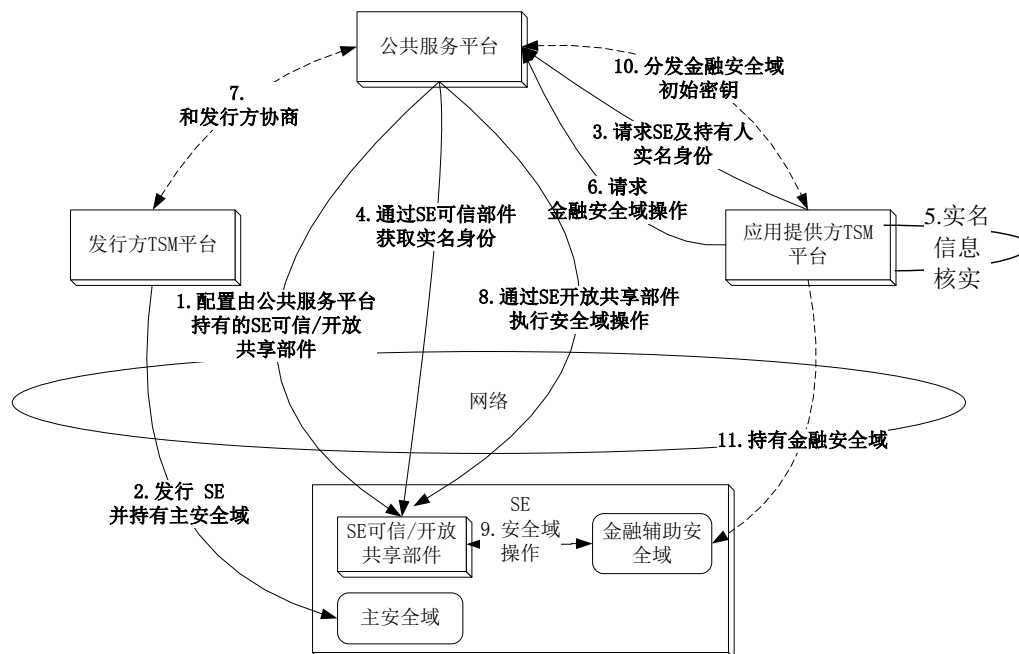 公共服务平台
10.分发金融安全域
初始密钥
7.
和发行方协商
3.请求SE及持有人
实名身份
6.请求
金融安全域操作
4.通过SE可信部件
获取实名身份
发行方TSM平台
应用提供方TSM
平台
5.实名
信息
核实
1.配置由公共服务平台
持有的SE可信/开放
共享部件
8.通过SE开放共享部件
执行安全域操作
网络
11.持有金融安全域
2.发行 SE
并持有主安全域
SE
SE可信/开放
共享部件
9.安全域
操作
金融辅助安
全域
主安全域